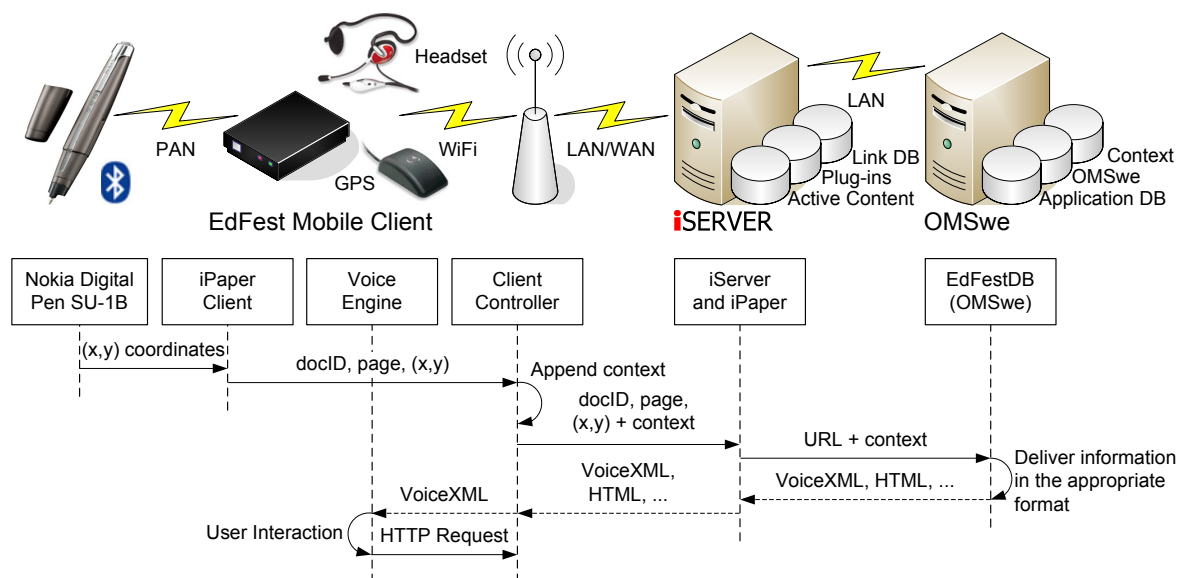 Headset
PAN
GPS
WiFi
LAN/WAN
LAN
Link DB
Plug-ins
Active Content
Context
OMSwe
Application DB
EdFest Mobile Client
iSERVER
OMSwe
Nokia Digital
Pen SU-1B
iPaper
Client
Voice
Engine
Client
Controller
iServer
and iPaper
EdFestDB
(OMSwe)
(x,y) coordinates
docID, page, (x,y)
Append context
docID, page,
(x,y) + context
URL + context
Deliver information
in the appropriate
format
VoiceXML, HTML, ...
VoiceXML,
HTML, ...
VoiceXML
User Interaction
HTTP Request